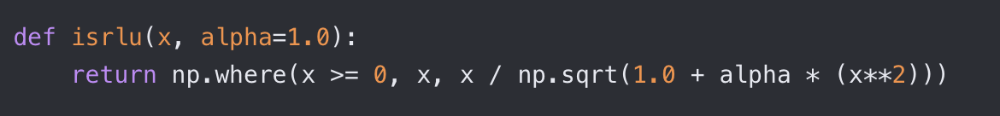 def isrlu(x, alpha=1.0):
    return np.where(x >= 0, x, x / np.sqrt(1.0 + alpha * (x**2)))